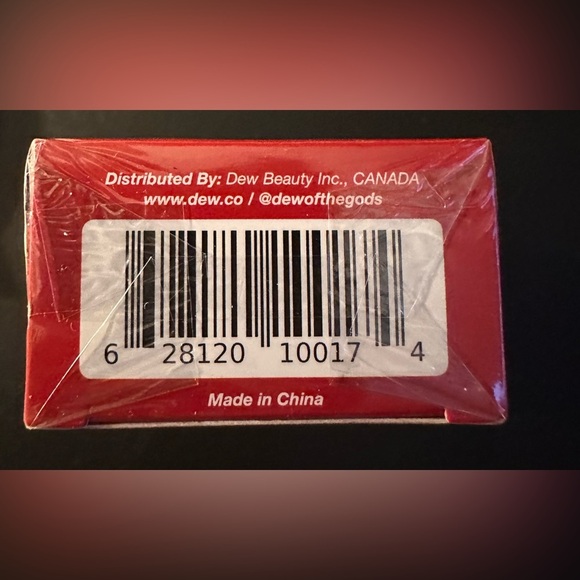 Distributed By: Dew Beauty Inc., CANADA
www.dew.co / @dewofthegods
6 28120 10017 4
Made in China